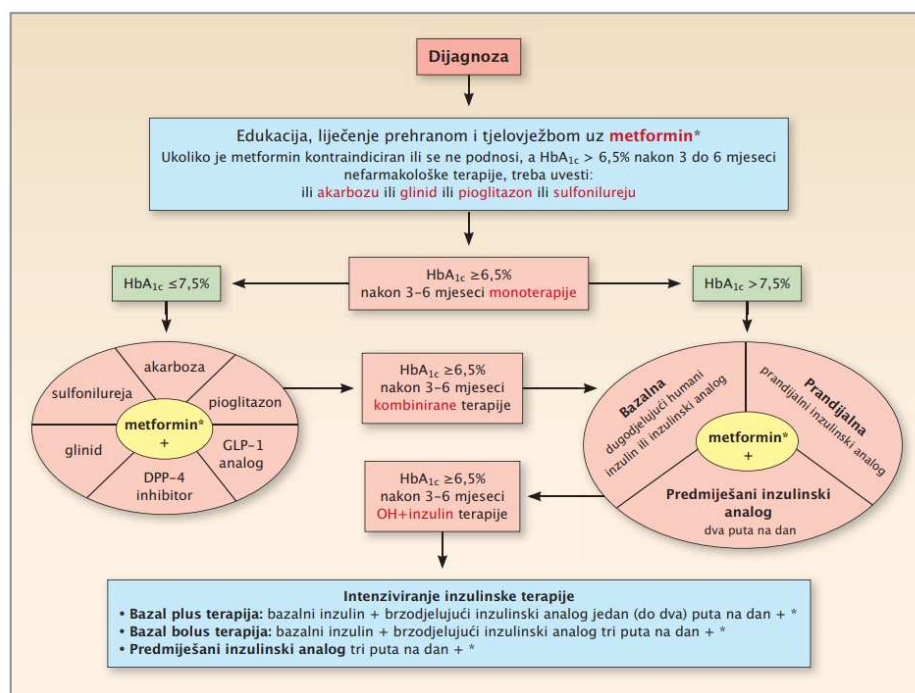 Dijagnoza
Edukacija, liječenje prehranom i tjelovježbom uz metformin*
Ukoliko je metformin kontraindiciran ili se ne podnosi, a HbA1c > 6,5% nakon 3 do 6 mjeseci
nefarmakološke terapije, treba uvesti:
ili akarbozu ili glinid ili pioglitazon ili sulfonilureju
HbA1c ≤7,5%
HbA1c ≥6,5%
nakon 3–6 mjeseci monoterapije
HbA1c >7,5%
akarboza
sulfonilureja
pioglitazon
metformin*
+
glinid
GLP-1
analog
DPP-4
inhibitor
HbA1c ≥6,5%
nakon 3–6 mjeseci
kombinirane terapije
Bazalna
dugodjelujući humani
inzulin ili inzulinski analog
Prandijalna
prandijalni inzulinski analog
metformin*
+
Predmiješani inzulinski
analog
dva puta na dan
HbA1c ≥6,5%
nakon 3–6 mjeseci
OH+inzulin terapije
Intenziviranje inzulinske terapije
• Bazal plus terapija: bazalni inzulin + brzodjelujući inzulinski analog jedan (do dva) puta na dan + *
• Bazal bolus terapija: bazalni inzulin + brzodjelujući inzulinski analog tri puta na dan + *
• Predmiješani inzulinski analog tri puta na dan + *